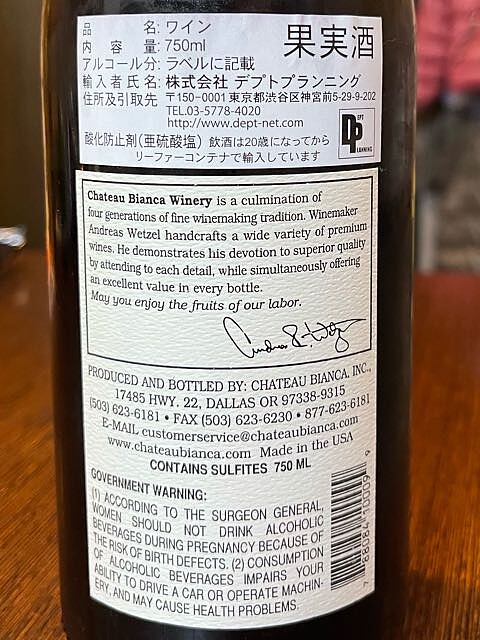 品　　名: ワイン
内　容　量: 750ml
果実酒
アルコール分: ラベルに記載
輸入者氏名: 株式会社 デプトプランニング
住所及引取先 〒150-0001 東京都渋谷区神宮前5-29-9-202
TEL.03-5778-4020
http://www.dept-net.com
酸化防止剤(亜硫酸塩) 飲酒は20歳になってから
リーファーコンテナで輸入しています
Dp
EPT
LANNING
Chateau Bianca Winery is a culmination of
four generations of fine winemaking tradition. Winemaker
Andreas Wetzel handcrafts a wide variety of premium
wines. He demonstrates his devotion to superior quality
by attending to each detail, while simultaneously offering
an excellent value in every bottle.
May you enjoy the fruits of our labor.
PRODUCED AND BOTTLED BY: CHATEAU BIANCA. INC.,
17485 HWY. 22, DALLAS OR 97338-9315
(503) 623-6181 • FAX (503) 623-6230 • 877-623-6181
E-MAIL customerservice@chateaubianca.com
www.chateaubianca.com Made in the USA
CONTAINS SULFITES 750 ML
GOVERNMENT WARNING:
(1) ACCORDING TO THE SURGEON GENERAL,
WOMEN SHOULD NOT DRINK ALCOHOLIC
BEVERAGES DURING PREGNANCY BECAUSE OF
THE RISK OF BIRTH DEFECTS. (2) CONSUMPTION
OF ALCOHOLIC BEVERAGES IMPAIRS YOUR
ABILITY TO DRIVE A CAR OR OPERATE MACHIN-
ERY, AND MAY CAUSE HEALTH PROBLEMS.